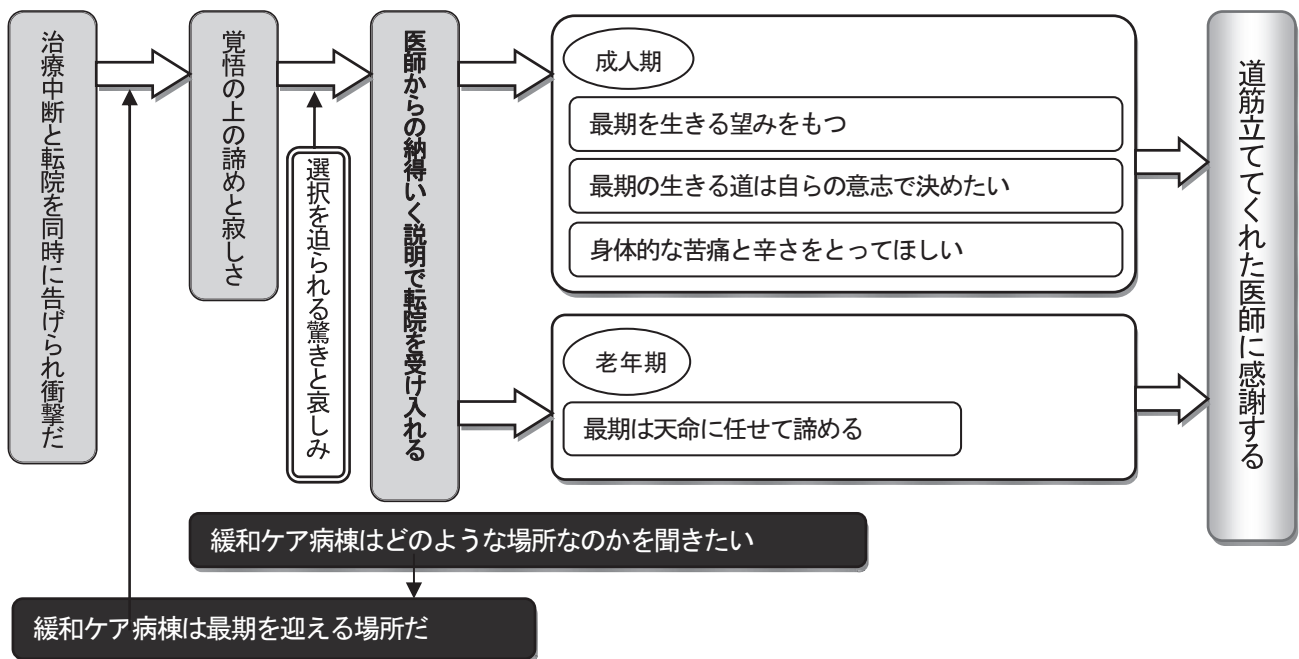 治療中断と転院を同時に告げられ衝撃だ
覚悟の上の諦めと寂しさ
選択を迫られる驚きと哀しみ
医師からの納得いく説明で転院を受け入れる
成人期
最期を生きる望みをもつ
最期の生きる道は自らの意志で決めたい
身体的な苦痛と辛さをとってほしい
老年期
最期は天命に任せて諦める
道筋立ててくれた医師に感謝する
緩和ケア病棟はどのような場所なのかを聞きたい
緩和ケア病棟は最期を迎える場所だ